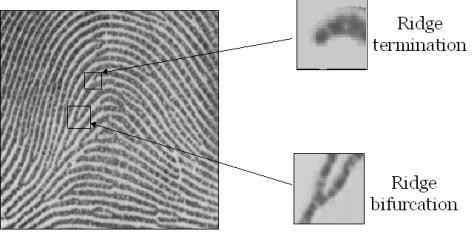 Ridge
termination
Ridge
bifurcation